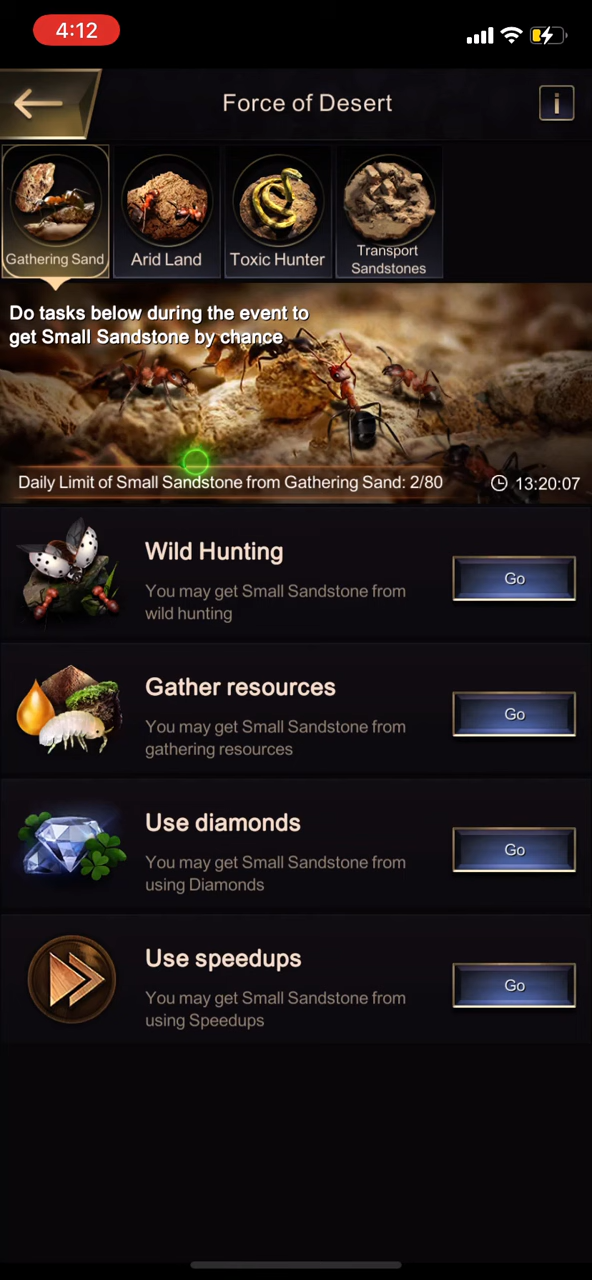 4:12
Force of Desert
i
Gathering Sand
Arid Land
Toxic Hunter
Transport
Sandstones
Do tasks below during the event to
get Small Sandstone by chance
Daily Limit of Small Sandstone from Gathering Sand: 2/80
13:20:07
Wild Hunting
You may get Small Sandstone from
wild hunting
Go
Gather resources
You may get Small Sandstone from
gathering resources
Go
Use diamonds
You may get Small Sandstone from
using Diamonds
Go
Use speedups
You may get Small Sandstone from
using Speedups
Go